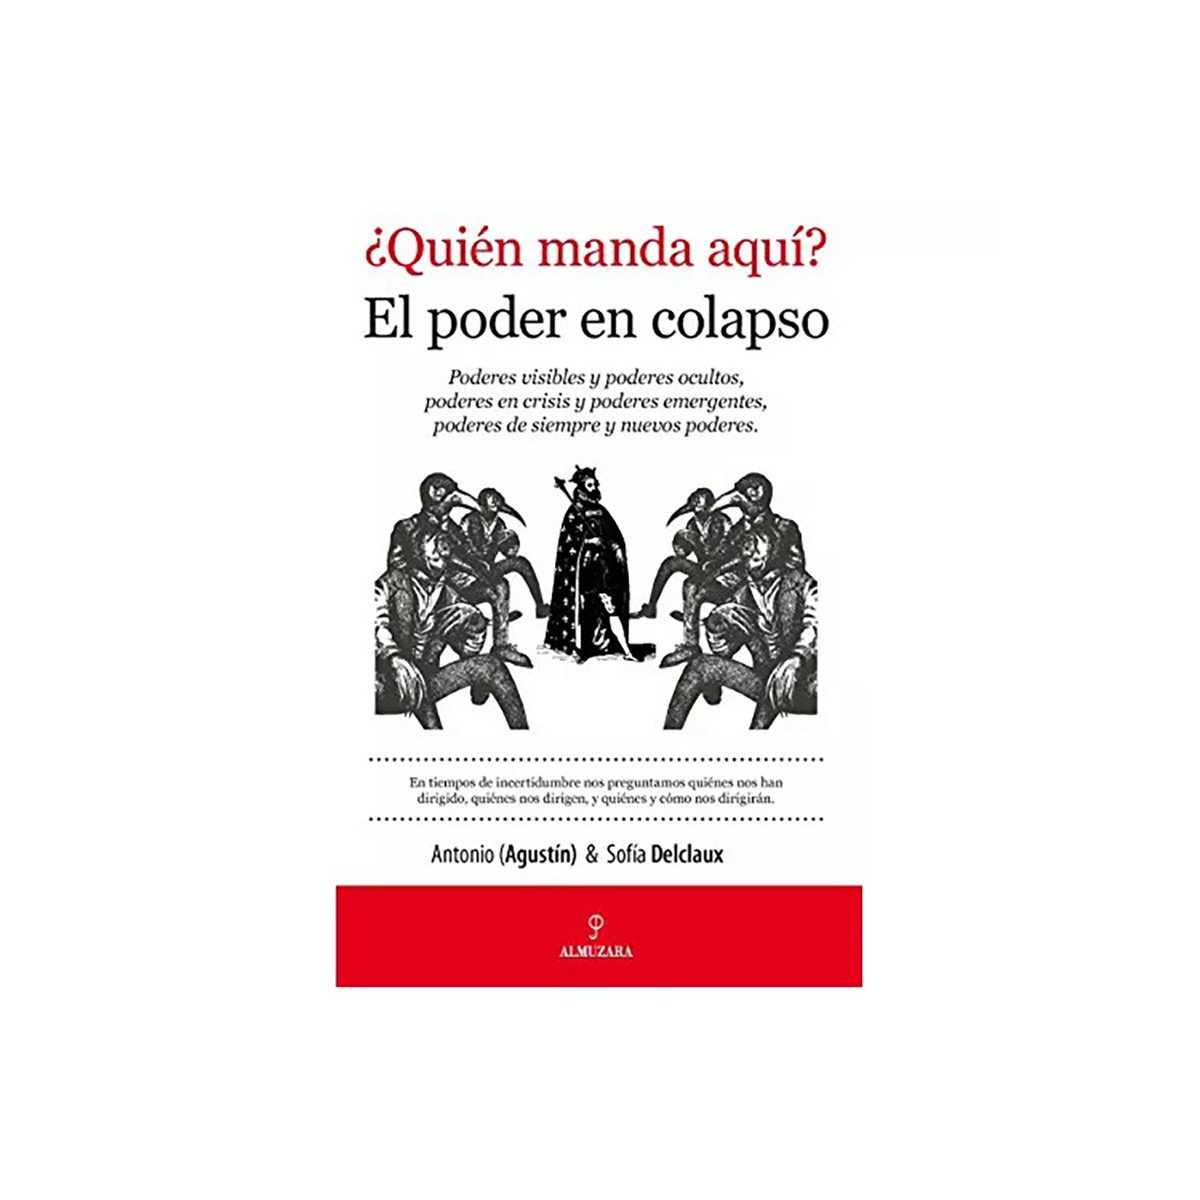 ¿Quién manda aquí?
El poder en colapso
Poderes visibles y poderes ocultos,
poderes en crisis y poderes emergentes,
poderes de siempre y nuevos poderes.
En tiempos de incertidumbre nos preguntamos quiénes nos han
dirigido, quiénes nos dirigen, y quiénes y cómo nos dirigirán.
Antonio (Agustín) & Sofía Delclaux
ALMUZARA